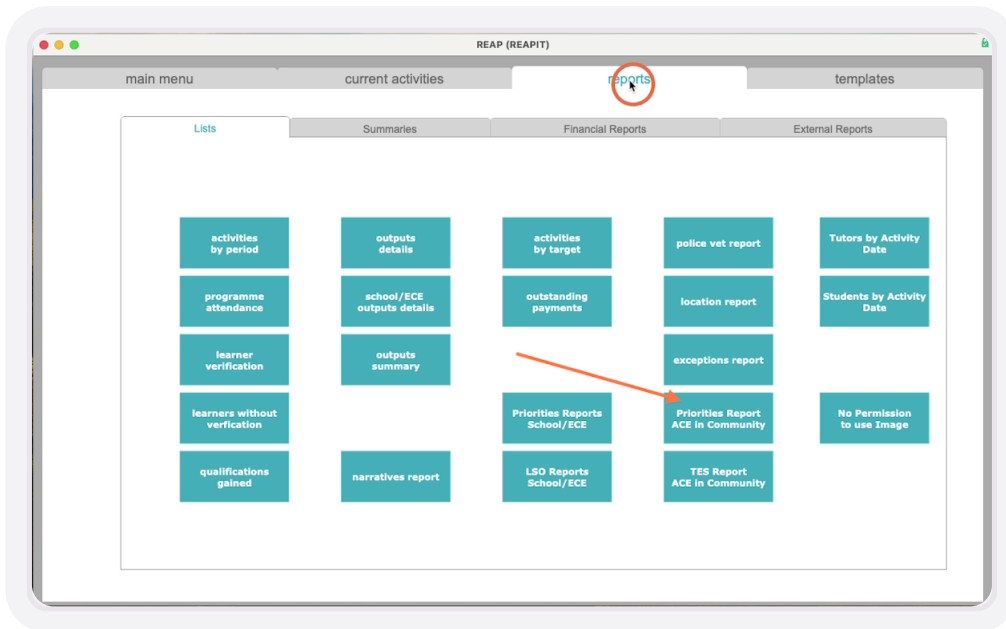 REAP (REAPIT)
main menu
current activities
reports
templates
Lists
Summaries
Financial Reports
External Reports
activities
by period
outputs
details
activities
by target
police vet report
Tutors by Activity
Date
programme
attendance
school/ECE
outputs details
outstanding
payments
location report
Students by Activity
Date
learner
verification
outputs
summary
exceptions report
learners without
verfication
Priorities Reports
School/ECE
Priorities Report
ACE in Community
No Permission
to use Image
qualifications
gained
narratives report
LSO Reports
School/ECE
TES Report
ACE in Community